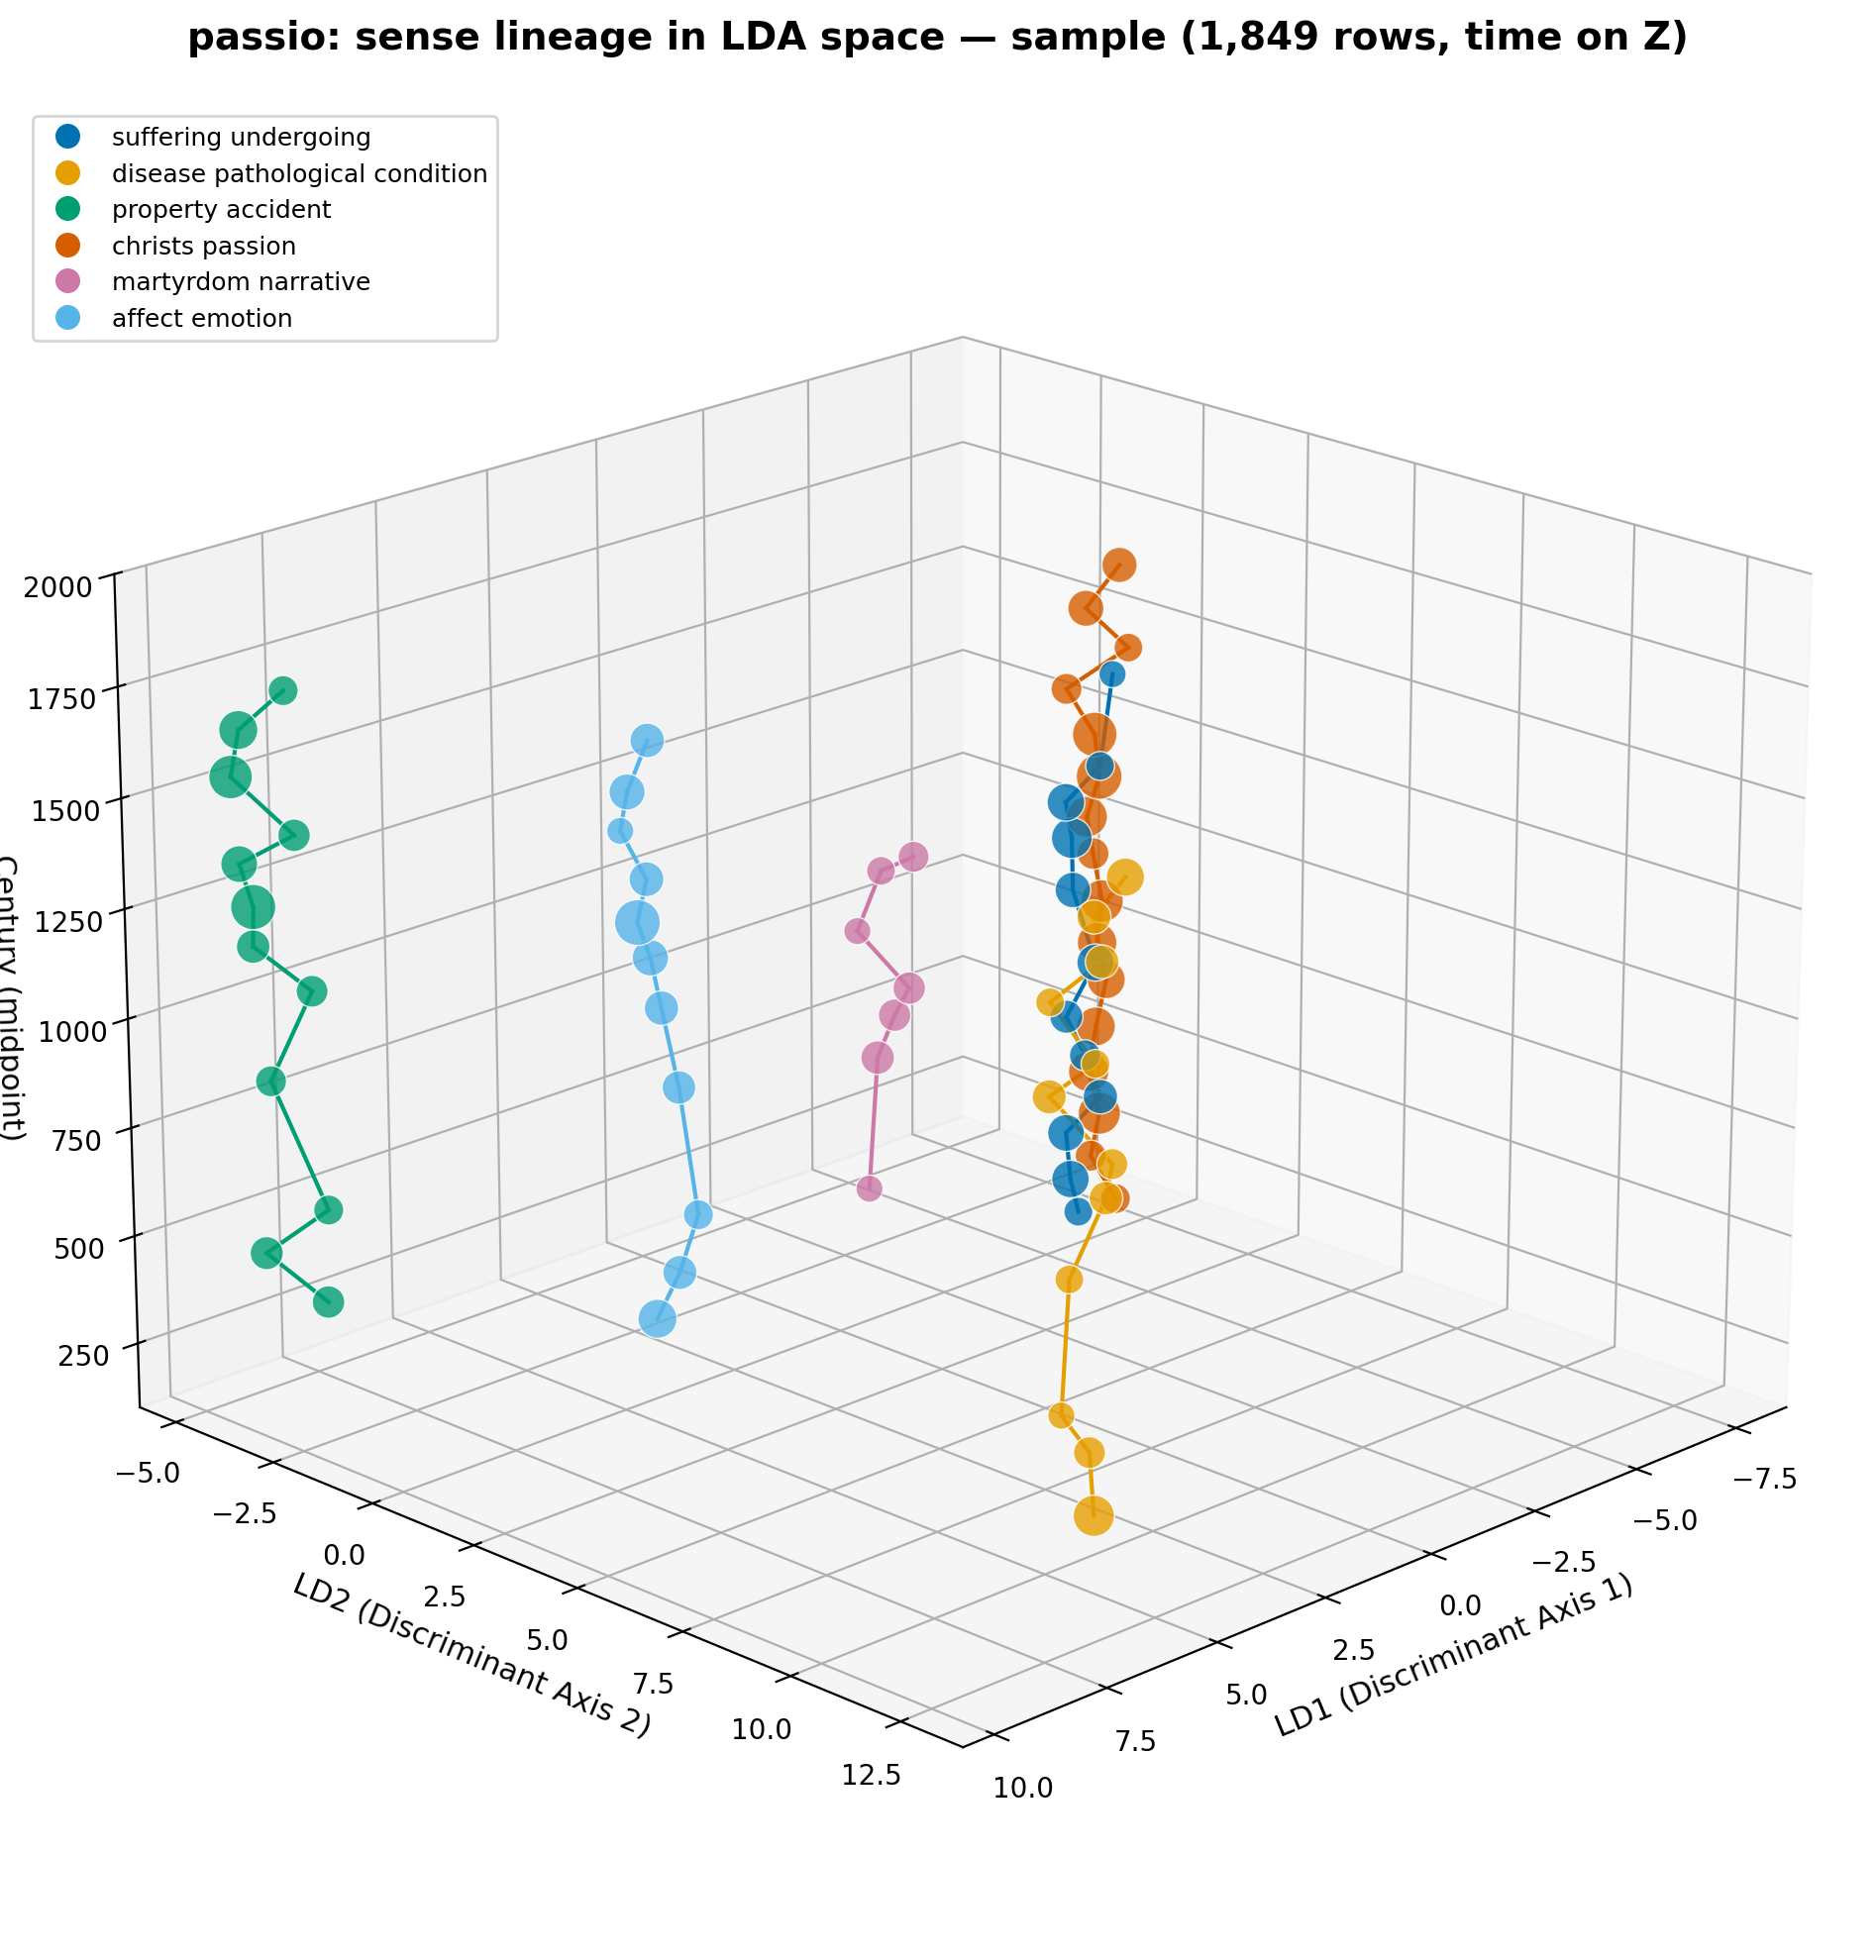 passio: sense lineage in LDA space — sample (1,849 rows, time on Z)
suffering undergoing
disease pathological condition
property accident
christs passion
martyrdom narrative
affect emotion
2000
1750
1500
1250
1000
750
500
250
Century (midpoint)
−5.0
−2.5
0.0
2.5
5.0
7.5
10.0
12.5
LD2 (Discriminant Axis 2)
−7.5
−5.0
−2.5
0.0
2.5
5.0
7.5
10.0
LD1 (Discriminant Axis 1)